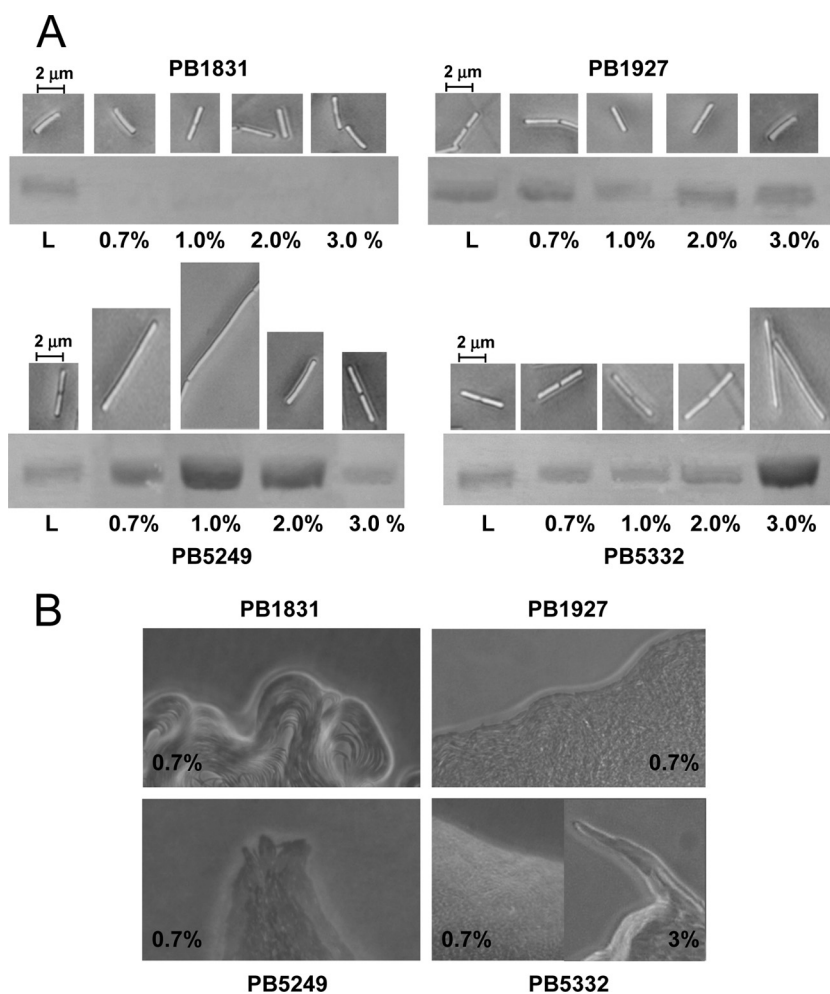 A
PB1831 PB1927
2 μm 2 μm
L 0.7% 1.0% 2.0% 3.0 % L 0.7% 1.0% 2.0% 3.0%
2 μm 2 μm
L 0.7% 1.0% 2.0% 3.0 % L 0.7% 1.0% 2.0% 3.0%
PB5249 PB5332
B
PB1831 PB1927
0.7% 0.7%
0.7% 0.7% 3%
PB5249 PB5332